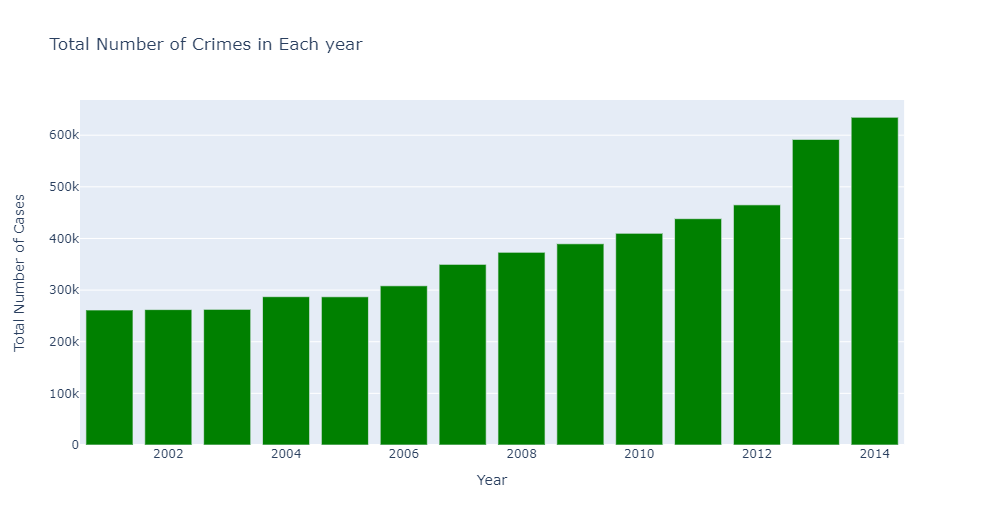 Total Number of Crimes in Each year
600k
500k
400k
300k
200k
100k
0
Total Number of Cases
2002 2004 2006 2008 2010 2012 2014
Year